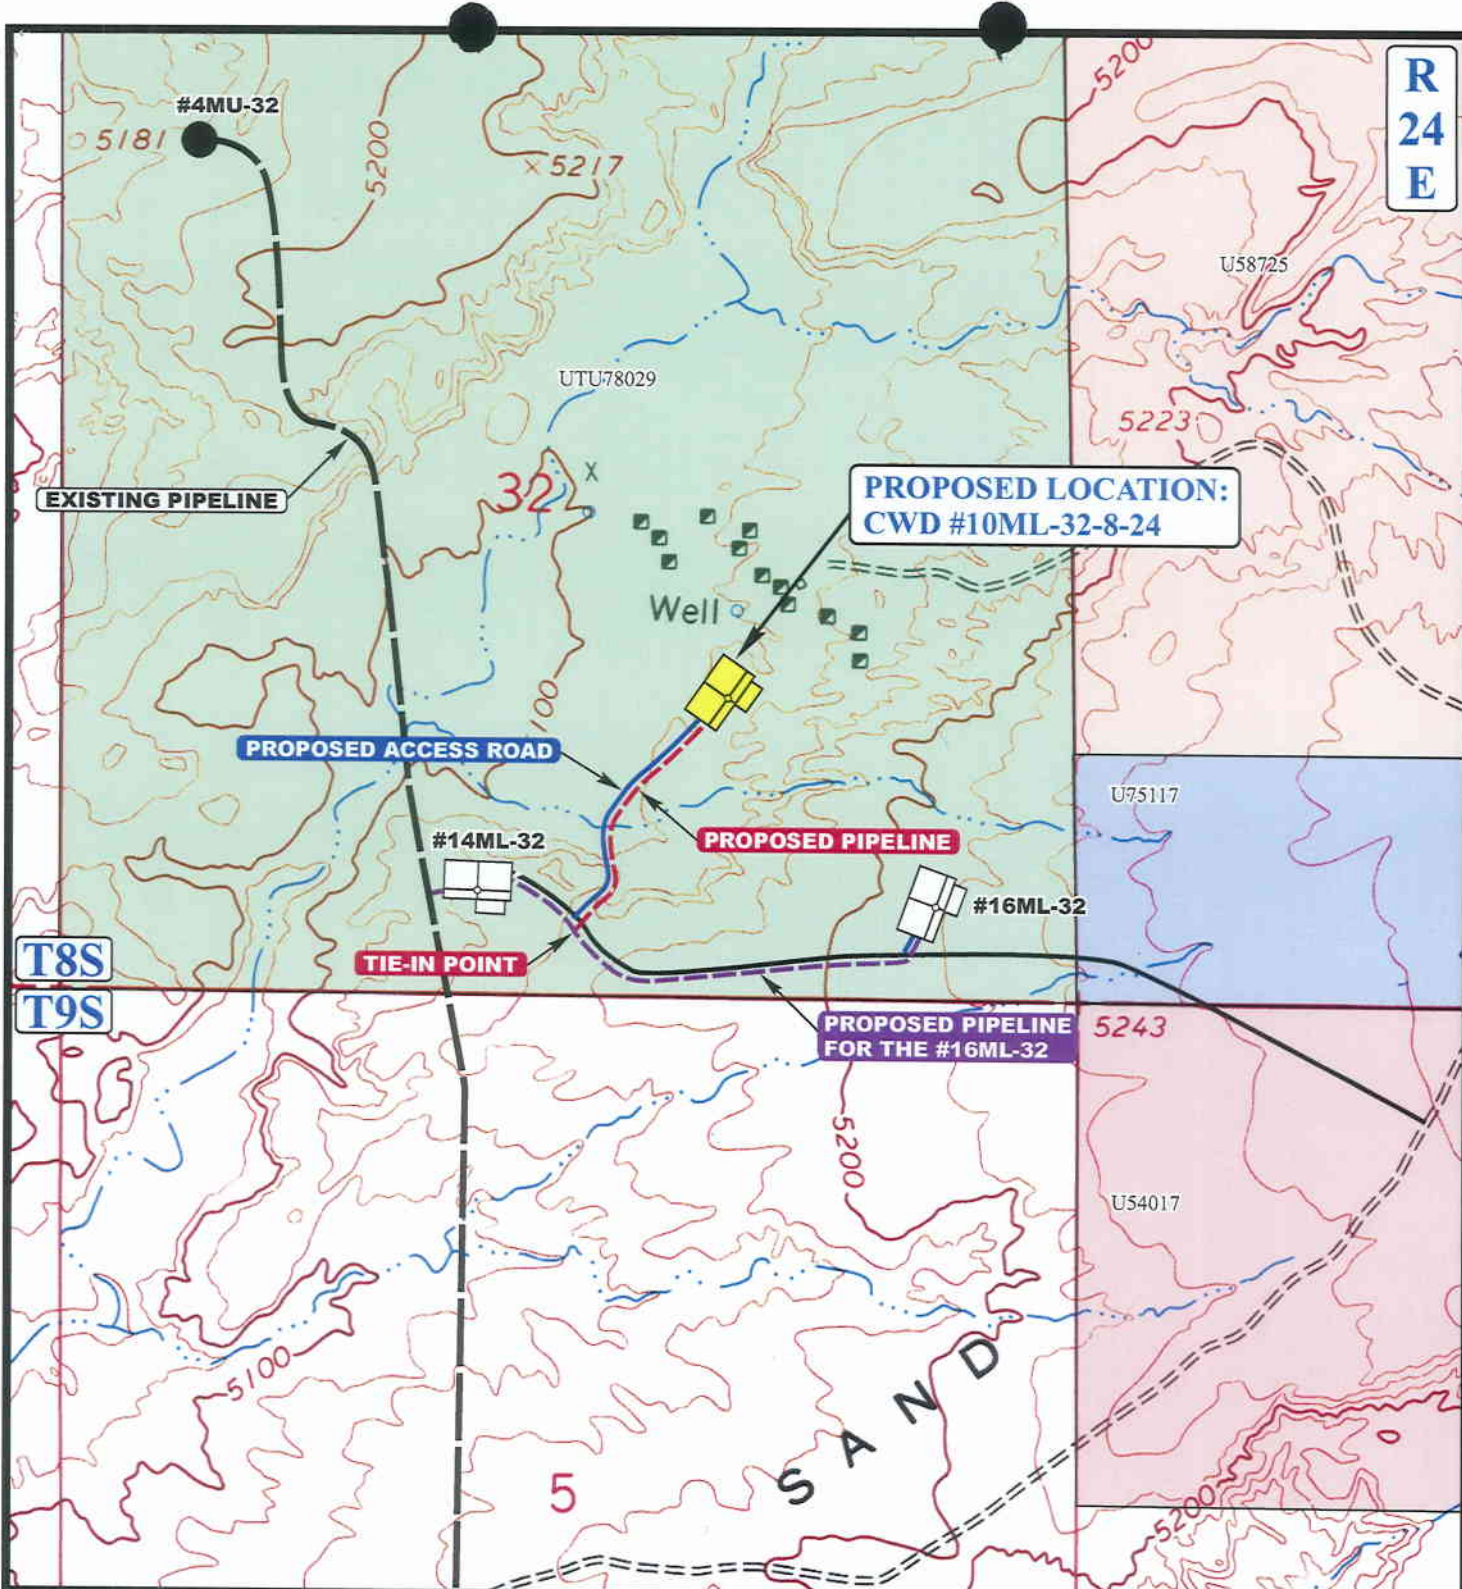 R
24
E
#4MU-32
5181
5200
5217
5200
U58725
UTU78029
5223
EXISTING PIPELINE
32
X
PROPOSED LOCATION:
CWD #10ML-32-8-24
Well
100
PROPOSED ACCESS ROAD
U75117
#14ML-32
PROPOSED PIPELINE
#16ML-32
T8S
TIE-IN POINT
T9S
PROPOSED PIPELINE
FOR THE #16ML-32
5243
5200
U54017
5100
SAND
5
5200